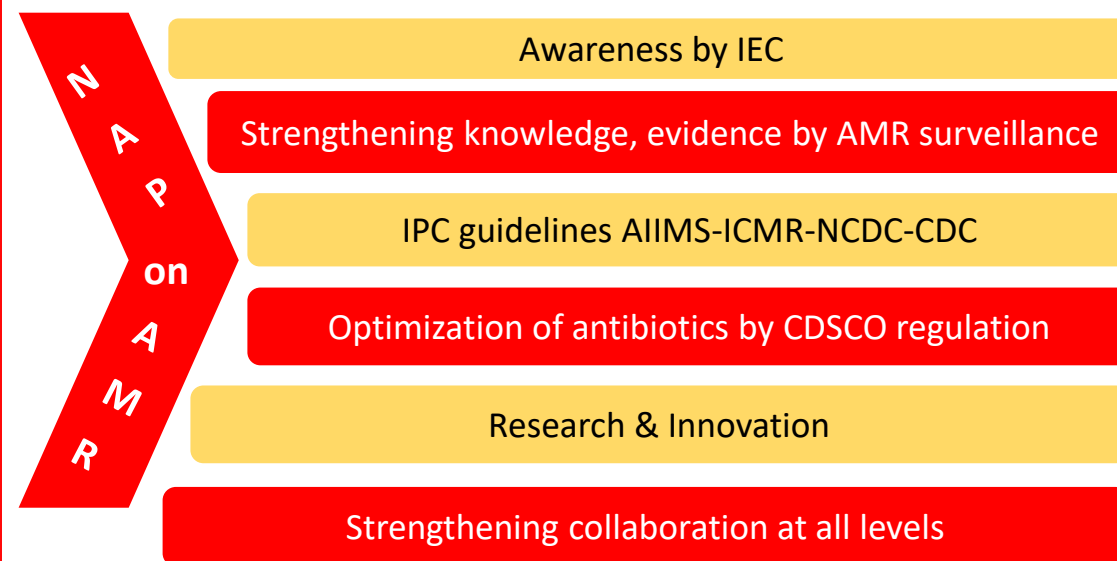 NAP on AMR
Awareness by IEC
Strengthening knowledge, evidence by AMR surveillance
IPC guidelines AIIMS-ICMR-NCDC-CDC
Optimization of antibiotics by CDSCO regulation
Research & Innovation
Strengthening collaboration at all levels